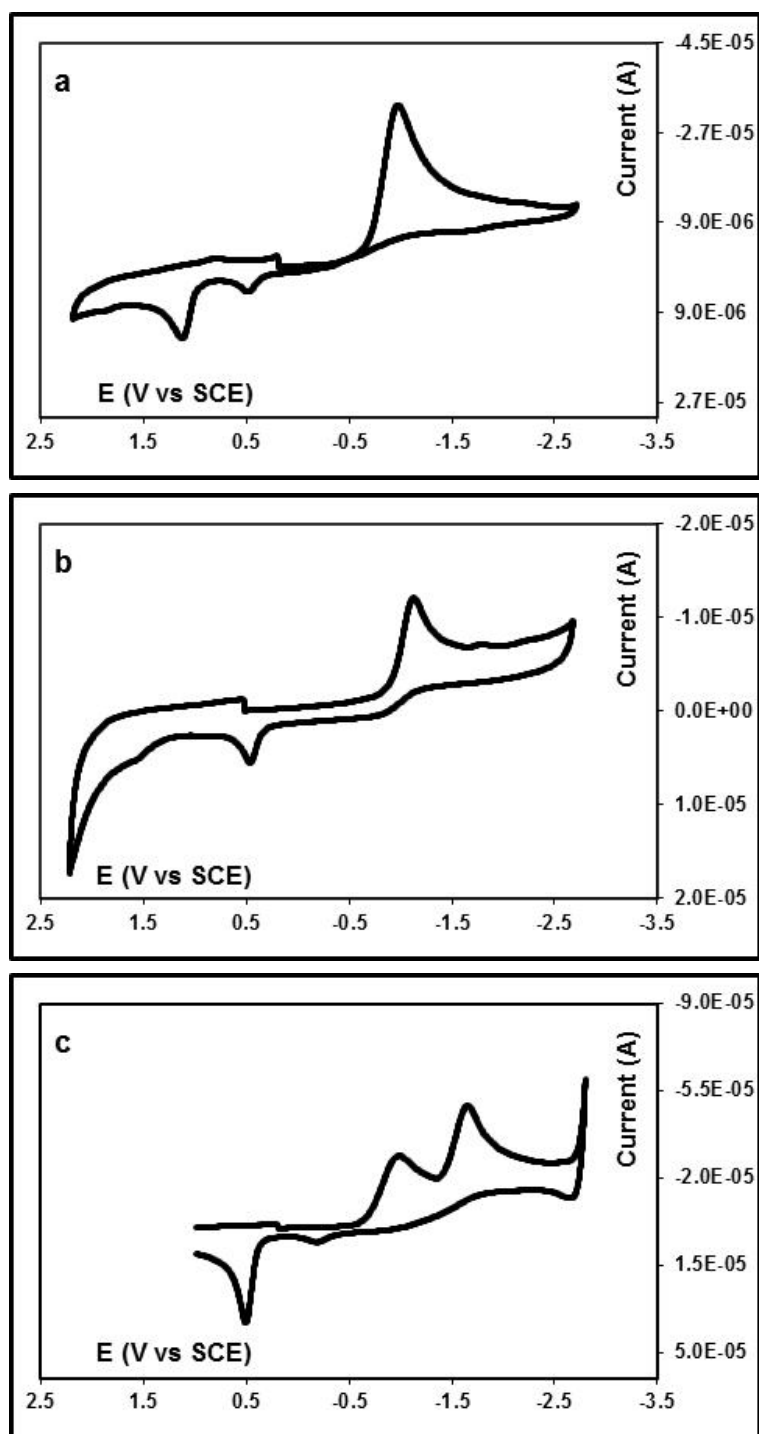 a
Current (A)
-4.5E-05
-2.7E-05
-9.0E-06
9.0E-06
2.7E-05
E (V vs SCE)
2.5 1.5 0.5 -0.5 -1.5 -2.5 -3.5
b
Current (A)
-2.0E-05
-1.0E-05
0.0E+00
1.0E-05
2.0E-05
E (V vs SCE)
2.5 1.5 0.5 -0.5 -1.5 -2.5 -3.5
c
Current (A)
-9.0E-05
-5.5E-05
-2.0E-05
1.5E-05
5.0E-05
E (V vs SCE)
2.5 1.5 0.5 -0.5 -1.5 -2.5 -3.5